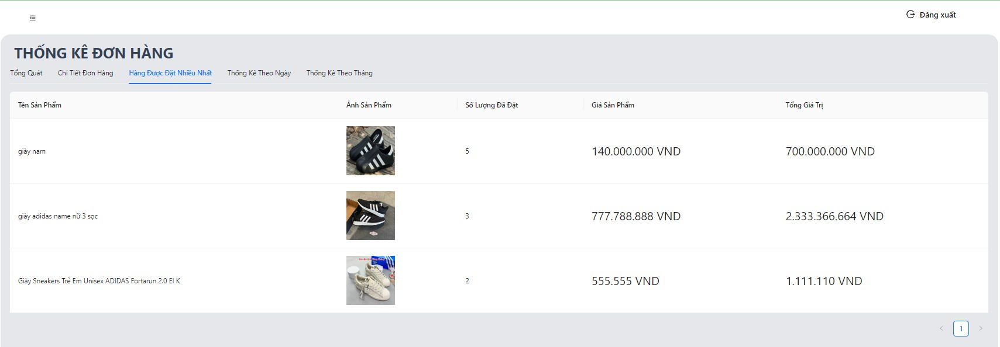 Đăng xuất
THỐNG KÊ ĐƠN HÀNG
Tổng Quát Chi Tiết Đơn Hàng Hàng Được Đặt Nhiều Nhất Thống Kê Theo Ngày Thống Kê Theo Tháng
Tên Sản Phẩm Ảnh Sản Phẩm Số Lượng Đã Đặt Giá Sản Phẩm Tổng Giá Trị
giày nam 5 140.000.000 VND 700.000.000 VND
giày adidas name nữ 3 sọc 3 777.788.888 VND 2.333.366.664 VND
Giày Sneakers Trẻ Em Unisex ADIDAS Fortarun 2.0 El K 2 555.555 VND 1.111.110 VND
1